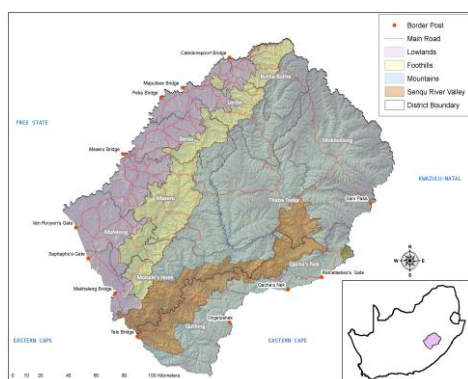 Border Post
Main Road
Lowlands
Foothills
Mountains
Senqu River Valley
District Boundary
Caledonspoort Border
Butha Buthe
Maputsoe Bridge
Peka Bridge
Leribe
Berea
FREE STATE
Mokhotlong
Maseru Bridge
KWAZULU-NATAL
Maseru
Thaba Tseka
Sani Pass
Van Rooyen's Gate
Mafeteng
Sephapho's Gate
Mohale's Hoek
Qacha's Nek
Ramatseliso's Gate
Makhaleng Bridge
Qacha's Nek
N
W E
S
Tele Bridge
Ongeluksnek
Quthing
EASTERN CAPE
EASTERN CAPE
0 10 20 40 60 80 100 Kilometers